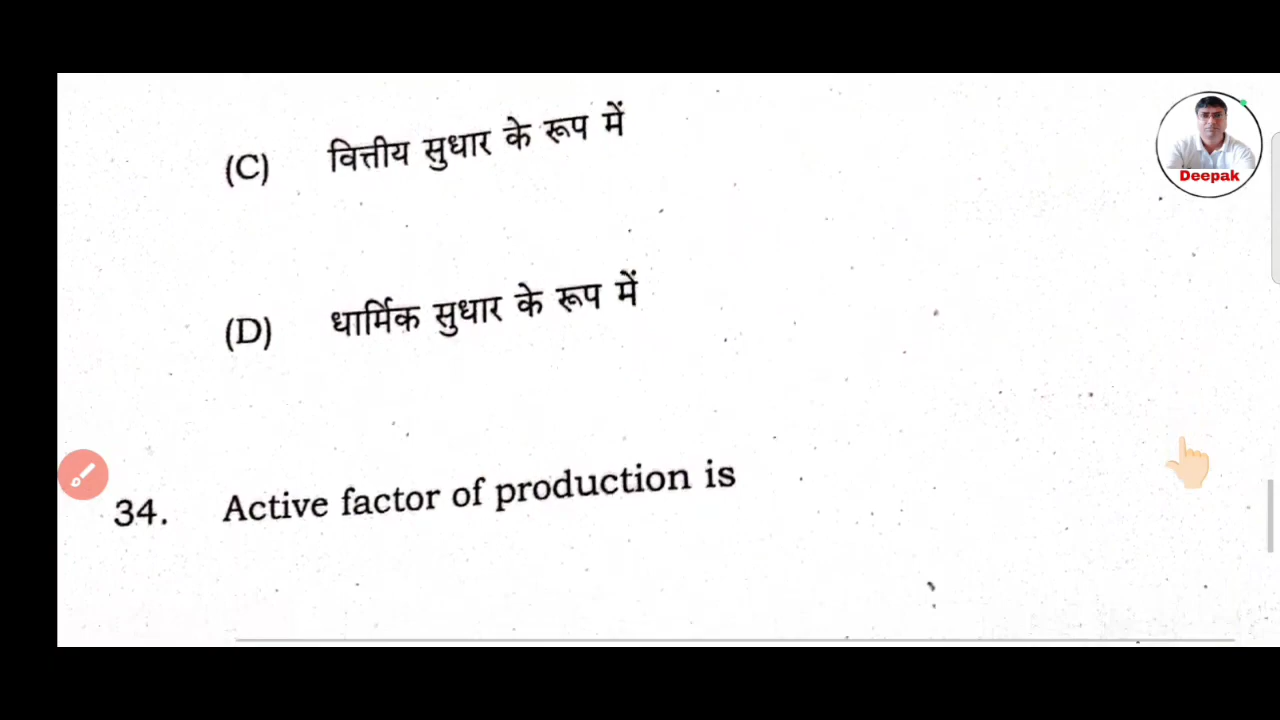 (C) वित्तीय सुधार के रूप में
Deepak
(D) धार्मिक सुधार के रूप में
34. Active factor of production is